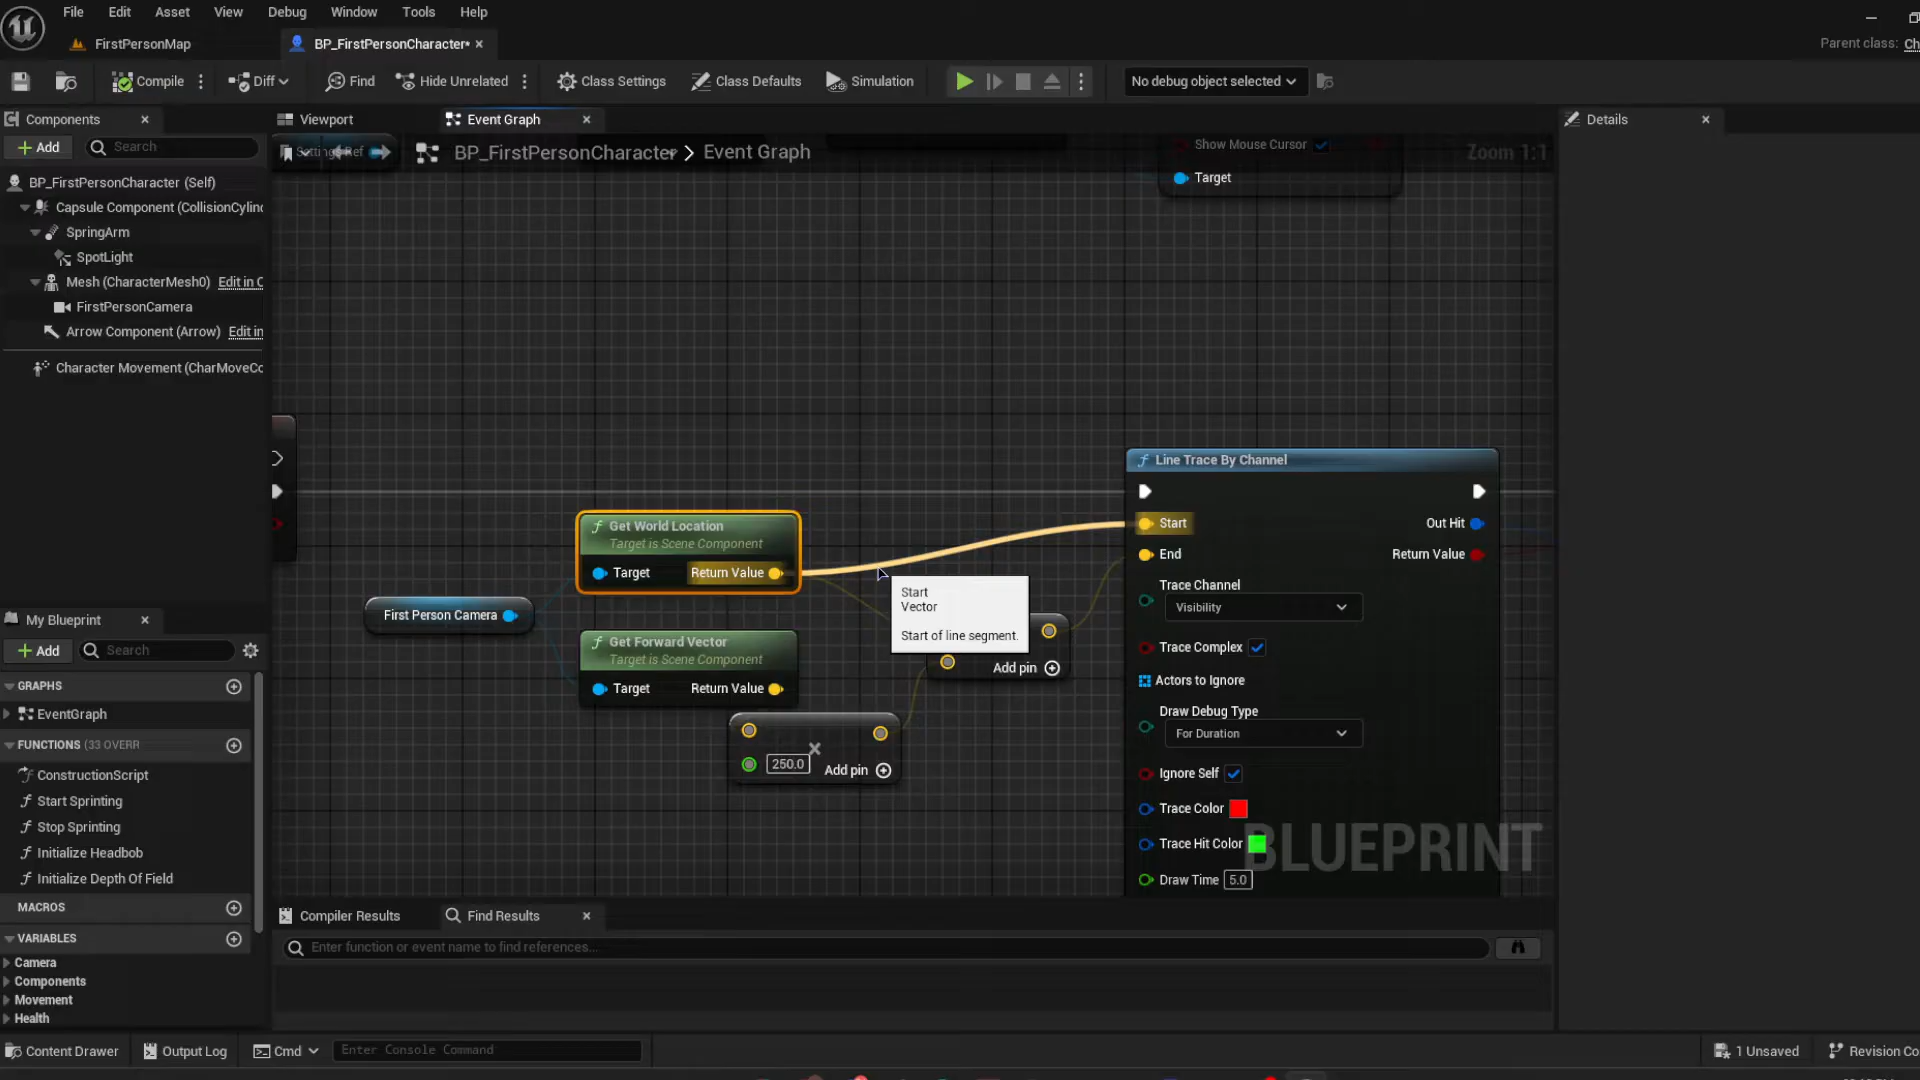 File Edit Asset View Debug Window Tools Help
FirstPersonMap
BP_FirstPersonCharacter*
Parent class: Ch
Compile
Diff
Find
Hide Unrelated
Class Settings
Class Defaults
Simulation
No debug object selected
Components
Viewport
Event Graph
Details
Add
Search
BP_FirstPersonCharacter > Event Graph
Zoom 1:1
Show Mouse Cursor
Target
BP_FirstPersonCharacter (Self)
Capsule Component (CollisionCylind
SpringArm
SpotLight
Mesh (CharacterMesh0) Edit in C
FirstPersonCamera
Arrow Component (Arrow) Edit in
Character Movement (CharMoveCo
Line Trace By Channel
Start
Out Hit
End
Return Value
Trace Channel
Visibility
Trace Complex
Actors to Ignore
Draw Debug Type
For Duration
Ignore Self
Trace Color
Trace Hit Color
Draw Time 5.0
BLUEPRINT
Get World Location
Target is Scene Component
Target
Return Value
First Person Camera
Get Forward Vector
Target is Scene Component
Target
Return Value
Start
Vector
Start of line segment.
Add pin
250.0
Add pin
My Blueprint
Add
Search
GRAPHS
EventGraph
FUNCTIONS (33 OVERR
ConstructionScript
Start Sprinting
Stop Sprinting
Initialize Headbob
Initialize Depth Of Field
MACROS
VARIABLES
Camera
Components
Movement
Health
Compiler Results
Find Results
Enter function or event name to find references...
Content Drawer
Output Log
Cmd
Enter Console Command
1 Unsaved
Revision Co